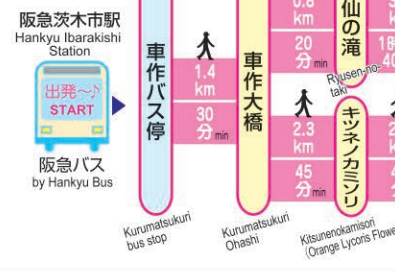 阪急茨木市駅
Hankyu Ibarakishi
Station
出発〜♪
START
阪急バス
by Hankyu Bus
車作バス停
Kurumatsukuri
bus stop
1.4
km
30
分min
車作大橋
Kurumatsukuri
Ohashi
0.8
km
20
分min
仙の滝
Ryusen-no-
taki
2.3
km
45
分min
キツネノカミソリ
Kitsunenokamisori
(Orange Lycoris Flowe